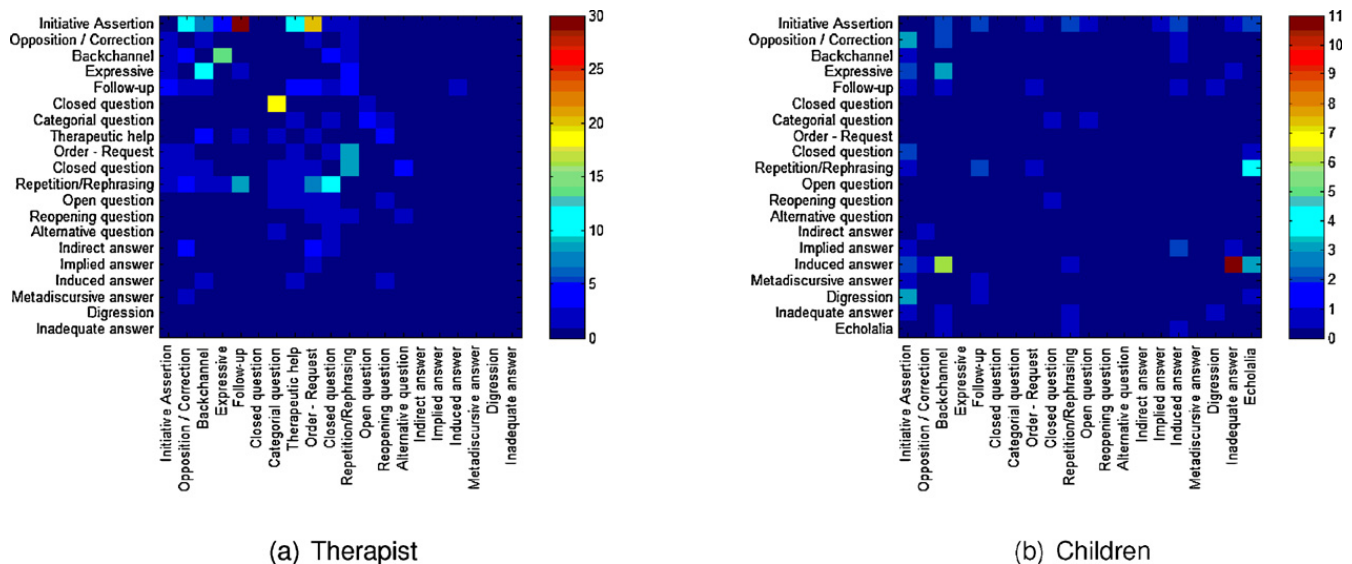 Initiative Assertion
Opposition / Correction
Backchannel
Expressive
Follow-up
Closed question
Categorial question
Therapeutic help
Order - Request
Closed question
Repetition/Rephrasing
Open question
Reopening question
Alternative question
Indirect answer
Implied answer
Induced answer
Metadiscursive answer
Digression
Inadequate answer
Initiative Assertion
Opposition / Correction
Backchannel
Expressive
Follow-up
Closed question
Categorial question
Therapeutic help
Order - Request
Closed question
Repetition/Rephrasing
Open question
Reopening question
Alternative question
Indirect answer
Implied answer
Induced answer
Metadiscursive answer
Digression
Inadequate answer
30
25
20
15
10
5
0
(a) Therapist
Initiative Assertion
Opposition / Correction
Backchannel
Expressive
Follow-up
Closed question
Categorial question
Order - Request
Closed question
Repetition/Rephrasing
Open question
Reopening question
Alternative question
Indirect answer
Implied answer
Induced answer
Metadiscursive answer
Digression
Inadequate answer
Echolalia
Initiative Assertion
Opposition / Correction
Backchannel
Expressive
Follow-up
Closed question
Categorial question
Order - Request
Closed question
Repetition/Rephrasing
Open question
Reopening question
Alternative question
Indirect answer
Implied answer
Induced answer
Metadiscursive answer
Digression
Inadequate answer
Echolalia
11
10
9
8
7
6
5
4
3
2
1
0
(b) Children